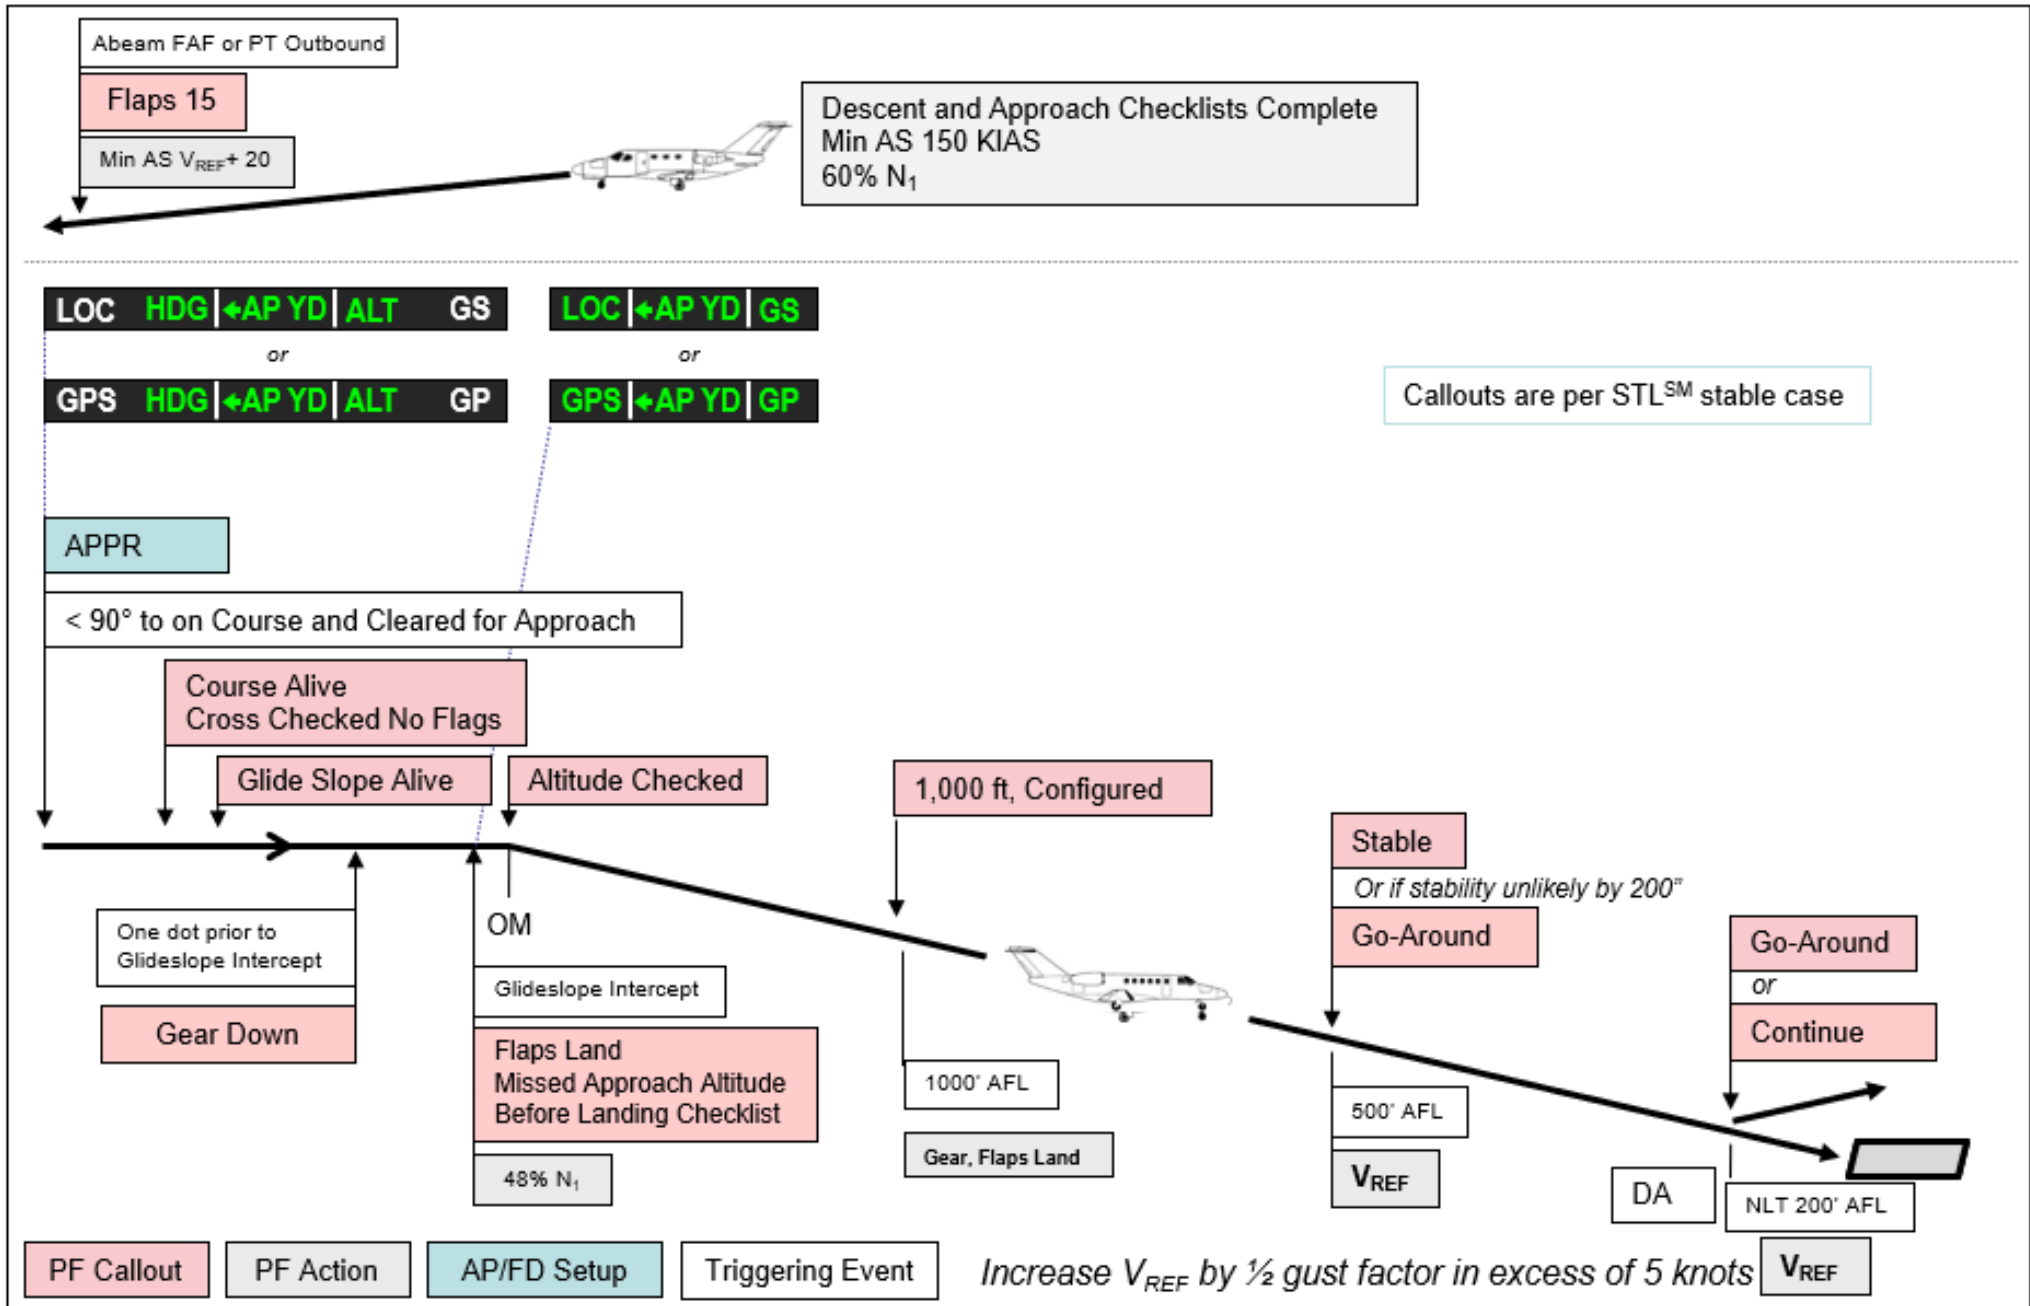 Abeam FAF or PT Outbound
Flaps 15
Min AS VREF+ 20
Descent and Approach Checklists Complete
Min AS 150 KIAS
60% N1
LOC HDG ←AP YD ALT GS
LOC ←AP YD GS
or
or
GPS HDG ←AP YD ALT GP
GPS ←AP YD GP
Callouts are per STLSM stable case
APPR
< 90° to on Course and Cleared for Approach
Course Alive
Cross Checked No Flags
Glide Slope Alive
Altitude Checked
1,000 ft, Configured
Stable
Or if stability unlikely by 200"
Go-Around
Go-Around
or
Continue
One dot prior to
Glideslope Intercept
Gear Down
OM
Glideslope Intercept
Flaps Land
Missed Approach Altitude
Before Landing Checklist
48% N1
1000' AFL
Gear, Flaps Land
500' AFL
VREF
DA
NLT 200' AFL
VREF
PF Callout
PF Action
AP/FD Setup
Triggering Event
Increase VREF by ½ gust factor in excess of 5 knots